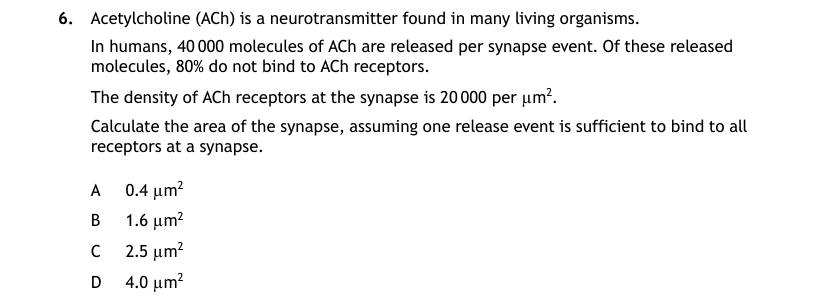 6. Acetylcholine (ACh) is a neurotransmitter found in many living organisms.
In humans, 40 000 molecules of ACh are released per synapse event. Of these released
molecules, 80% do not bind to ACh receptors.
The density of ACh receptors at the synapse is 20 000 per µm².
Calculate the area of the synapse, assuming one release event is sufficient to bind to all
receptors at a synapse.
A 0.4 µm²
B 1.6 µm²
C 2.5 µm²
D 4.0 µm²